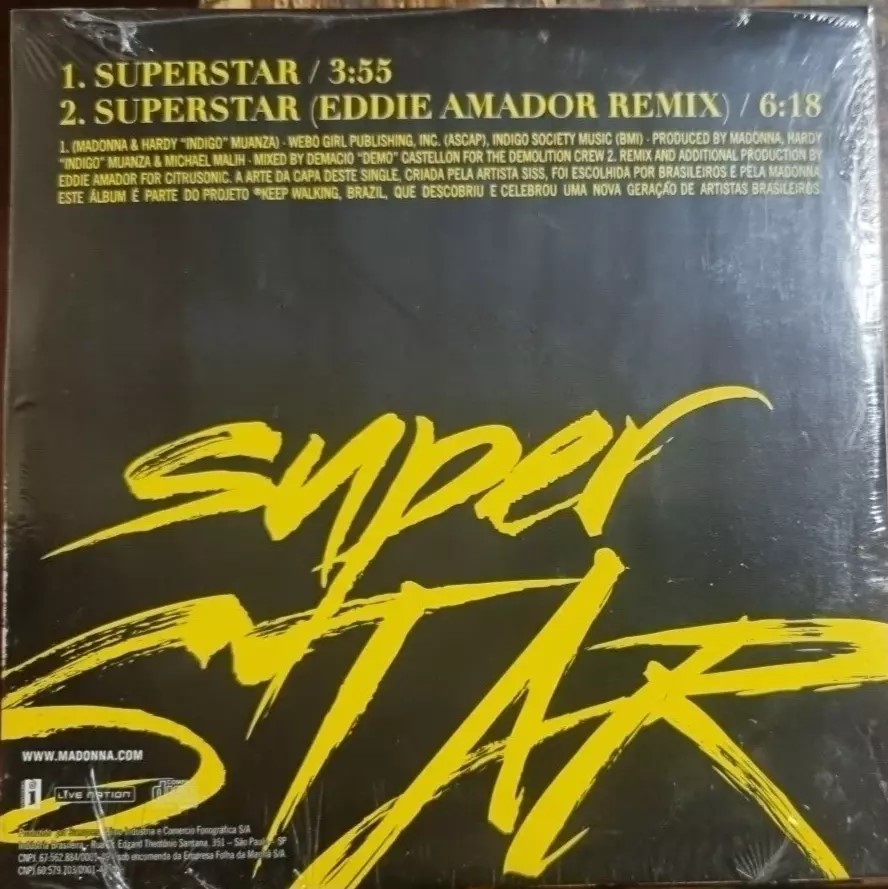 1. SUPERSTAR / 3:55
2. SUPERSTAR (EDDIE AMADOR REMIX) / 6:18
1. (MADONNA & HARDY "INDIGO" MUANZA) - WEBO GIRL PUBLISHING, INC. (ASCAP), INDIGO SOCIETY MUSIC (BMI) - PRODUCED BY MADONNA, HARDY
"INDIGO" MUANZA & MICHAEL MALIH - MIXED BY DEMACIO "DEMO" CASTELLON FOR THE DEMOLITION CREW 2. REMIX AND ADDITIONAL PRODUCTION BY
EDDIE AMADOR FOR CITRUSONIC. A ARTE DA CAPA DESTE SINGLE, CRIADA PELA ARTISTA SISS, FOI ESCOLHIDA POR BRASILEIROS E PELA MADONNA.
ESTE ÁLBUM É PARTE DO PROJETO *KEEP WALKING, BRAZIL, QUE DESCOBRIU E CELEBROU UMA NOVA GERAÇÃO DE ARTISTAS BRASILEIROS.
super
STAR
WWW.MADONNA.COM
LIVE NATION
Indústria e Comercio Fonográfica S/A
Indústria Brasileira - Rua Dr. Edgard Theotônio Santana, 351 - São Paulo - SP
sob encomenda da Empresa Folha da Manhã S/A